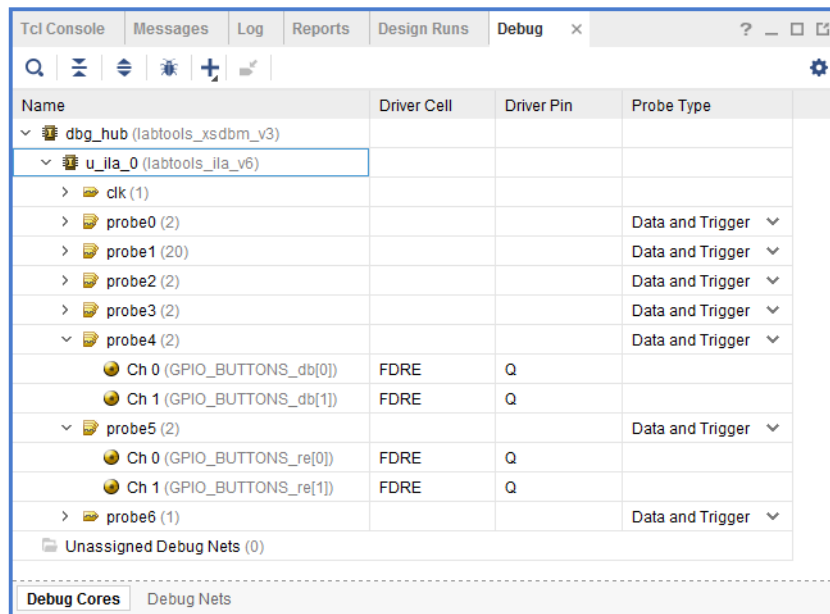 Tcl Console Messages Log Reports Design Runs Debug × ?
Name Driver Cell Driver Pin Probe Type
dbg_hub (labtools_xsdbm_v3)
u_ila_0 (labtools_ila_v6)
clk (1)
probe0 (2) Data and Trigger
probe1 (20) Data and Trigger
probe2 (2) Data and Trigger
probe3 (2) Data and Trigger
probe4 (2) Data and Trigger
Ch 0 (GPIO_BUTTONS_db[0]) FDRE Q
Ch 1 (GPIO_BUTTONS_db[1]) FDRE Q
probe5 (2) Data and Trigger
Ch 0 (GPIO_BUTTONS_re[0]) FDRE Q
Ch 1 (GPIO_BUTTONS_re[1]) FDRE Q
probe6 (1) Data and Trigger
Unassigned Debug Nets (0)
Debug Cores Debug Nets